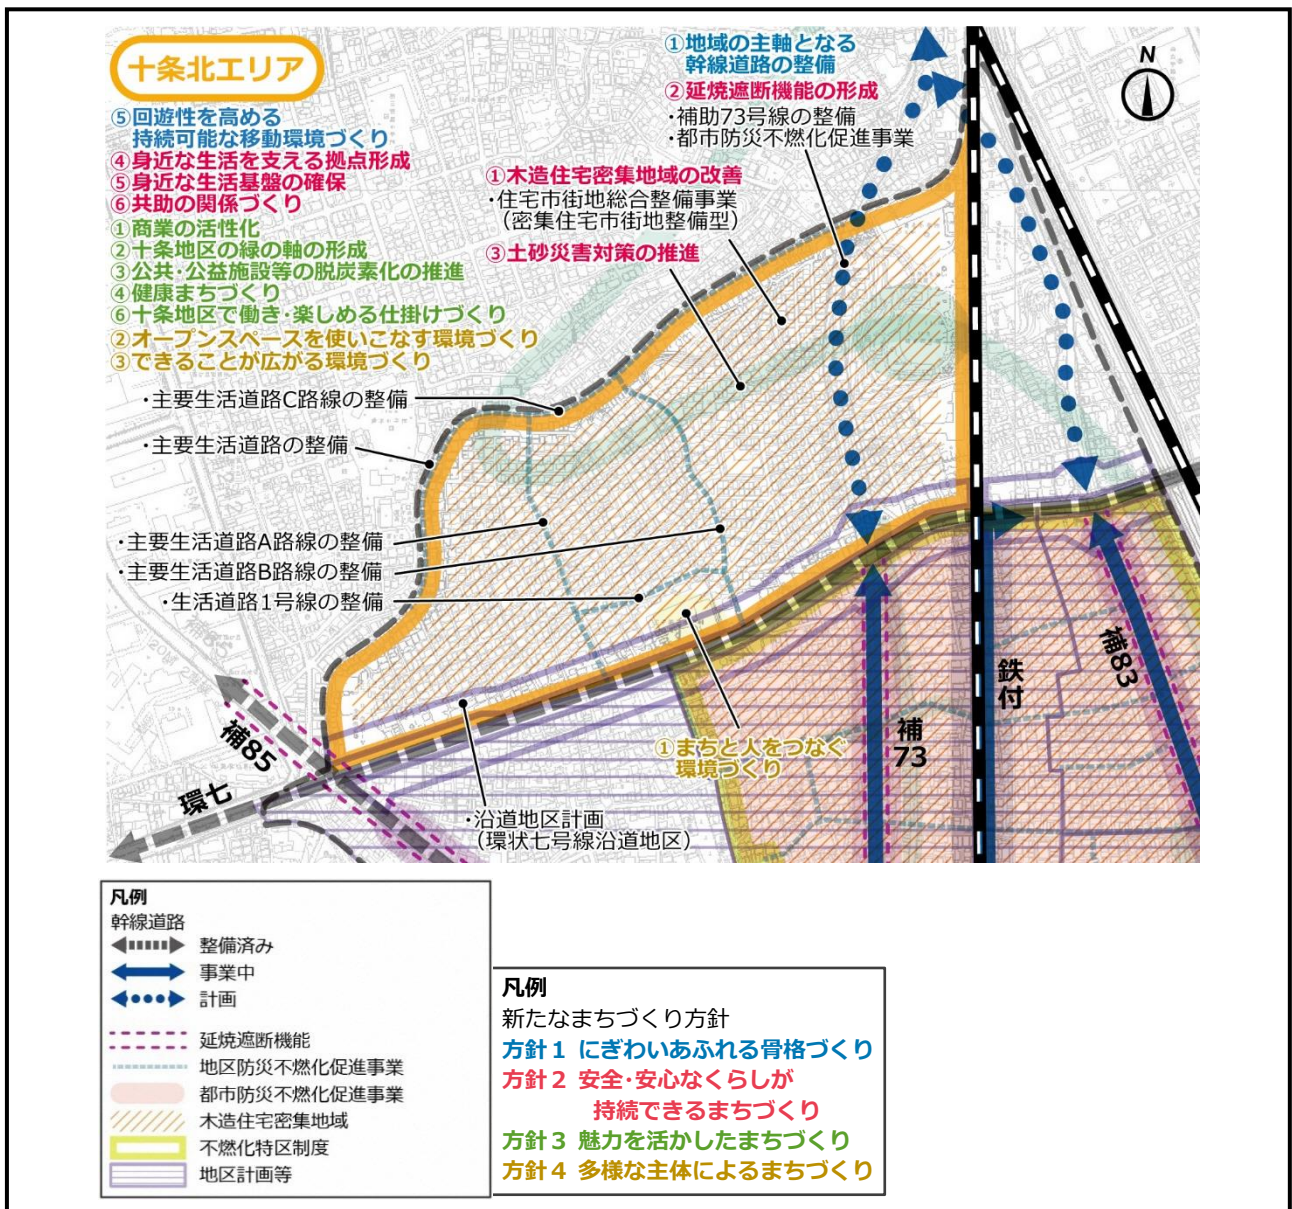 十条北エリア
⑤回遊性を高める
持続可能な移動環境づくり
④身近な生活を支える拠点形成
⑤身近な生活基盤の確保
⑥共助の関係づくり
①商業の活性化
②十条地区の緑の軸の形成
③公共・公益施設等の脱炭素化の推進
④健康まちづくり
⑥十条地区で働き・楽しめる仕掛けづくり
②オープンスペースを使いこなす環境づくり
③できることが広がる環境づくり
①地域の主軸となる
幹線道路の整備
②延焼遮断機能の形成
・補助73号線の整備
・都市防災不燃化促進事業
N
①木造住宅密集地域の改善
・住宅市街地総合整備事業
（密集住宅市街地整備型）
③土砂災害対策の推進
・主要生活道路C路線の整備
・主要生活道路の整備
・主要生活道路A路線の整備
・主要生活道路B路線の整備
・生活道路1号線の整備
①まちと人をつなぐ
環境づくり
・沿道地区計画
（環状七号線沿道地区）
補85
環七
補
73
鉄
付
補83
凡例
幹線道路
整備済み
事業中
計画
延焼遮断機能
地区防災不燃化促進事業
都市防災不燃化促進事業
木造住宅密集地域
不燃化特区制度
地区計画等
凡例
新たなまちづくり方針
方針1 にぎわいあふれる骨格づくり
方針2 安全・安心なくらしが
持続できるまちづくり
方針3 魅力を活かしたまちづくり
方針4 多様な主体によるまちづくり